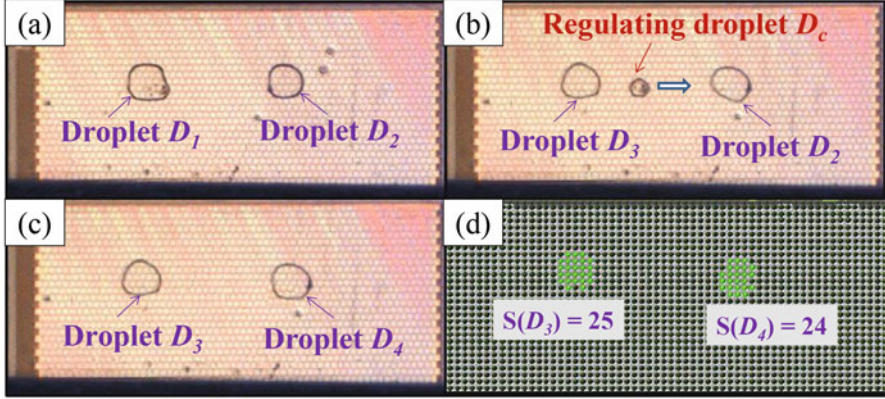 (a)
Droplet D1
Droplet D2
(b)
Regulating droplet Dc
Droplet D3
Droplet D2
(c)
Droplet D3
Droplet D4
(d)
S(D3) = 25
S(D4) = 24